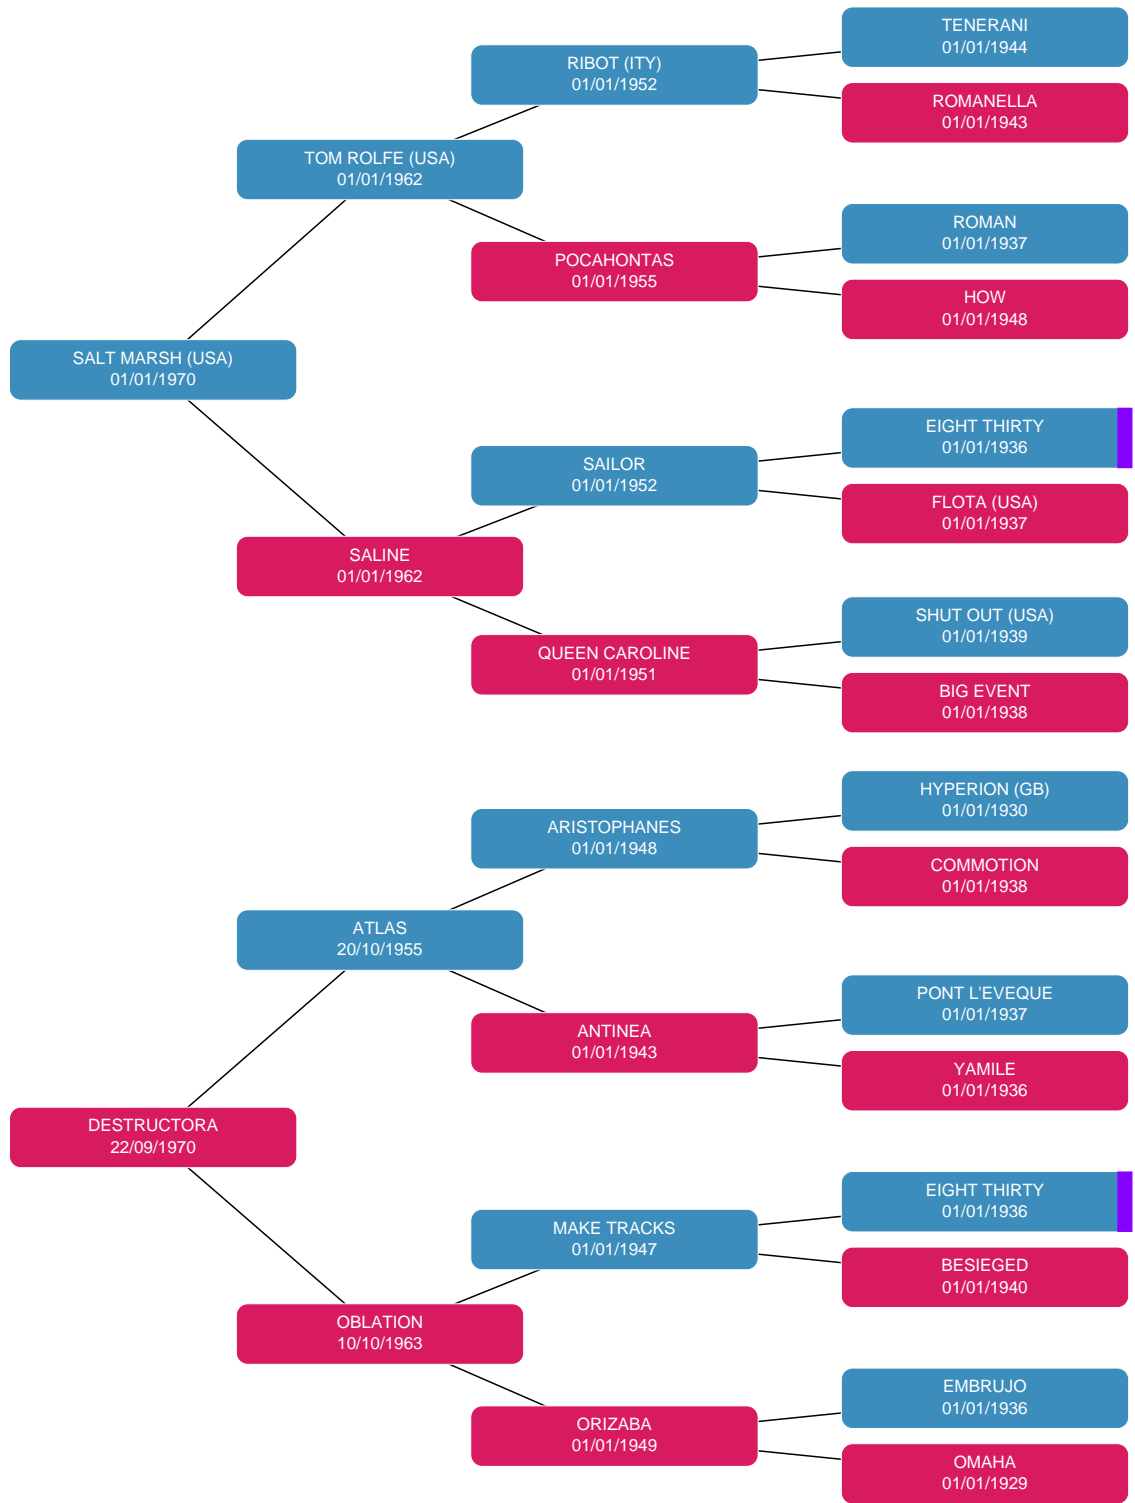 TENERANI
01/01/1944
RIBOT (ITY)
01/01/1952
ROMANELLA
01/01/1943
TOM ROLFE (USA)
01/01/1962
ROMAN
01/01/1937
POCAHONTAS
01/01/1955
HOW
01/01/1948
SALT MARSH (USA)
01/01/1970
EIGHT THIRTY
01/01/1936
SAILOR
01/01/1952
FLOTA (USA)
01/01/1937
SALINE
01/01/1962
SHUT OUT (USA)
01/01/1939
QUEEN CAROLINE
01/01/1951
BIG EVENT
01/01/1938
HYPERION (GB)
01/01/1930
ARISTOPHANES
01/01/1948
COMMOTION
01/01/1938
ATLAS
20/10/1955
PONT L'EVEQUE
01/01/1937
ANTINEA
01/01/1943
YAMILE
01/01/1936
DESTRUCTORA
22/09/1970
EIGHT THIRTY
01/01/1936
MAKE TRACKS
01/01/1947
BESIEGED
01/01/1940
OBLATION
10/10/1963
EMBRUJO
01/01/1936
ORIZABA
01/01/1949
OMAHA
01/01/1929